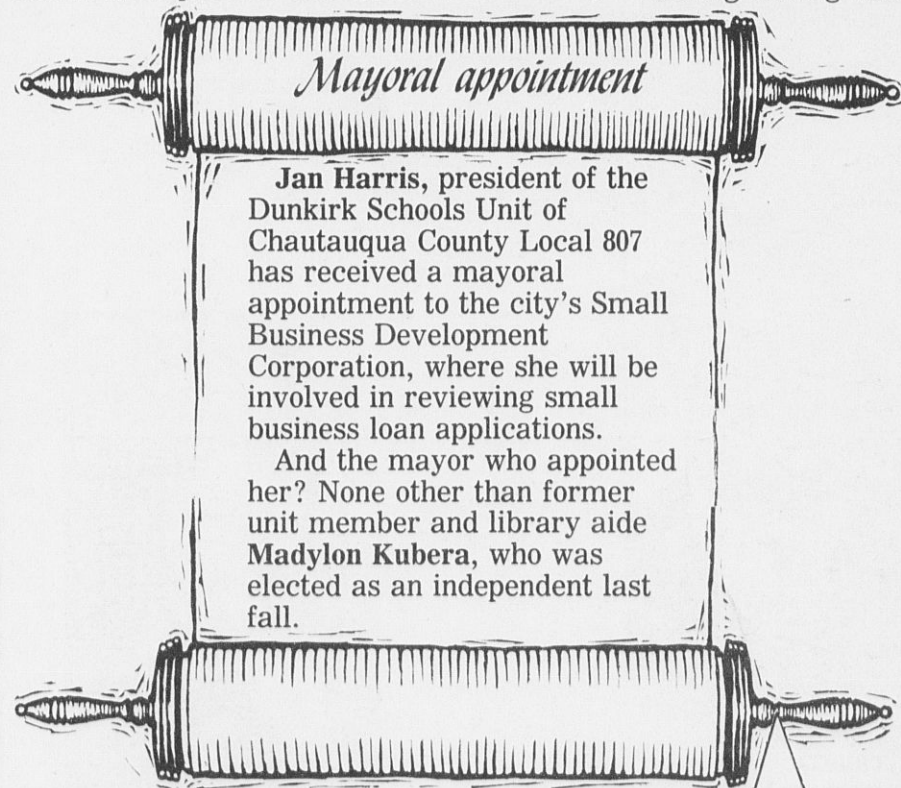 Mayoral appointment
Jan Harris, president of the
Dunkirk Schools Unit of
Chautauqua County Local 807
has received a mayoral
appointment to the city's Small
Business Development
Corporation, where she will be
involved in reviewing small
business loan applications.
And the mayor who appointed
her? None other than former
unit member and library aide
Madylon Kubera, who was
elected as an independent last
fall.